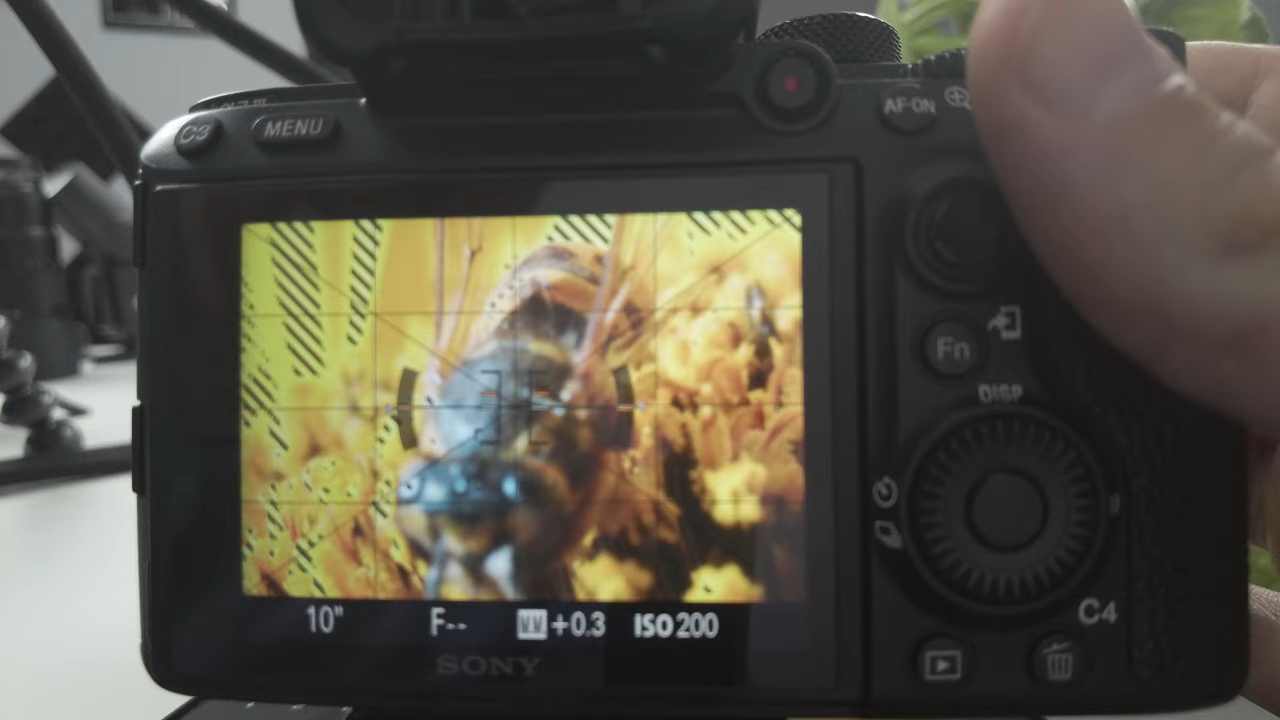 C3
MENU
AF-ON
Fn
DISP
10" F-- +0.3 ISO 200
SONY
C4